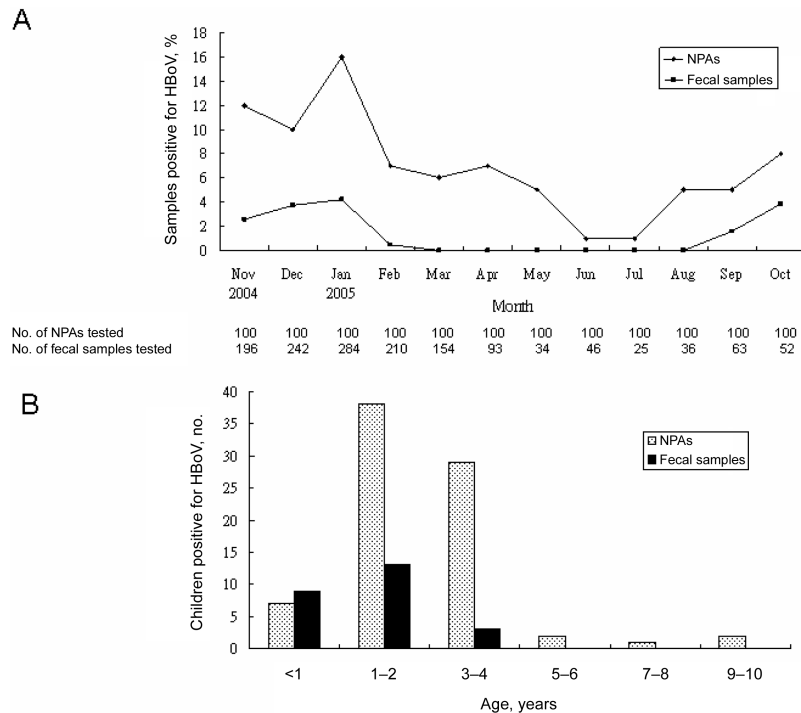 A
Samples positive for HBoV, %
18
16
14
12
10
8
6
4
2
0
NPAs
Fecal samples
Nov Dec Jan Feb Mar Apr May Jun Jul Aug Sep Oct
2004 2005
Month
No. of NPAs tested 100 100 100 100 100 100 100 100 100 100 100 100
No. of fecal samples tested 196 242 284 210 154 93 34 46 25 36 63 52
B
Children positive for HBoV, no.
40
35
30
25
20
15
10
5
0
NPAs
Fecal samples
<1 1–2 3–4 5–6 7–8 9–10
Age, years